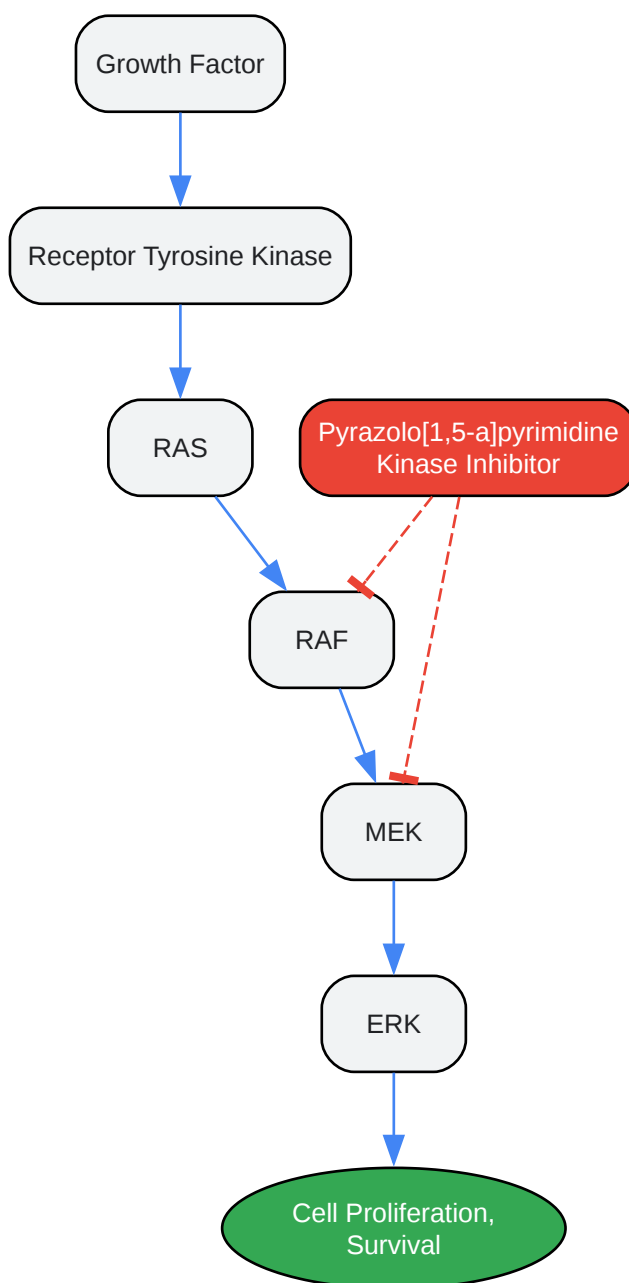 Growth Factor
Receptor Tyrosine Kinase
RAS
Pyrazolo[1,5-a]pyrimidine
Kinase Inhibitor
RAF
MEK
ERK
Cell Proliferation,
Survival